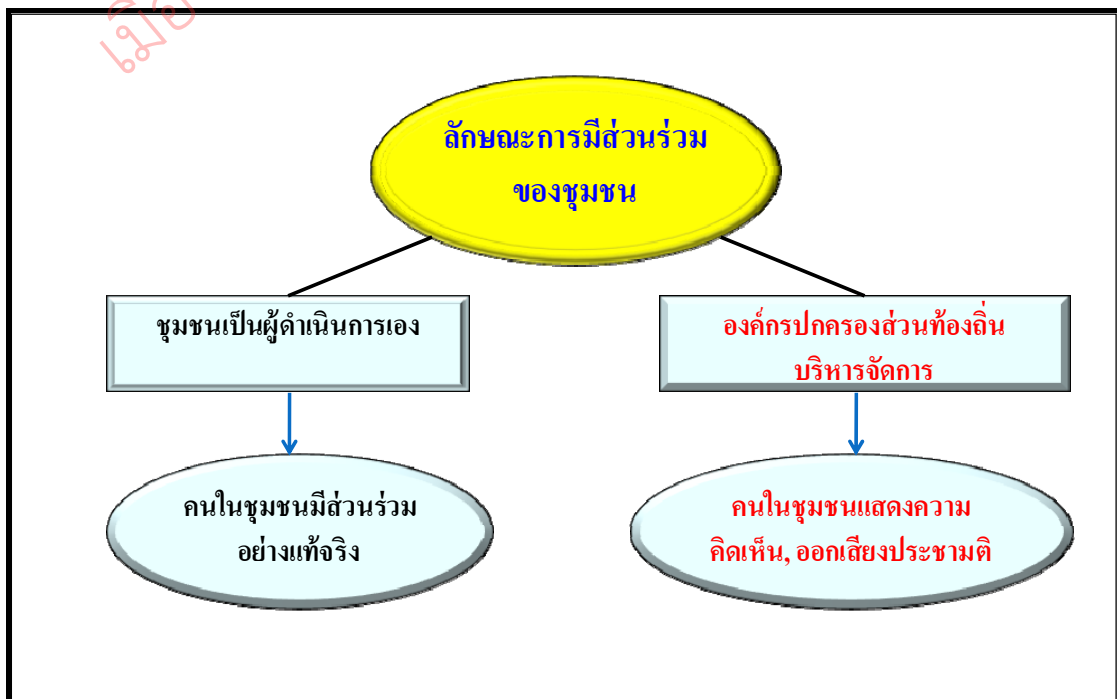 ลักษณะการมีส่วนร่วม
ของชุมชน
ชุมชนเป็นผู้ดำเนินการเอง
องค์กรปกครองส่วนท้องถิ่น
บริหารจัดการ
คนในชุมชนมีส่วนร่วม
อย่างแท้จริง
คนในชุมชนแสดงความ
คิดเห็น, ออกเสียงประชามติ